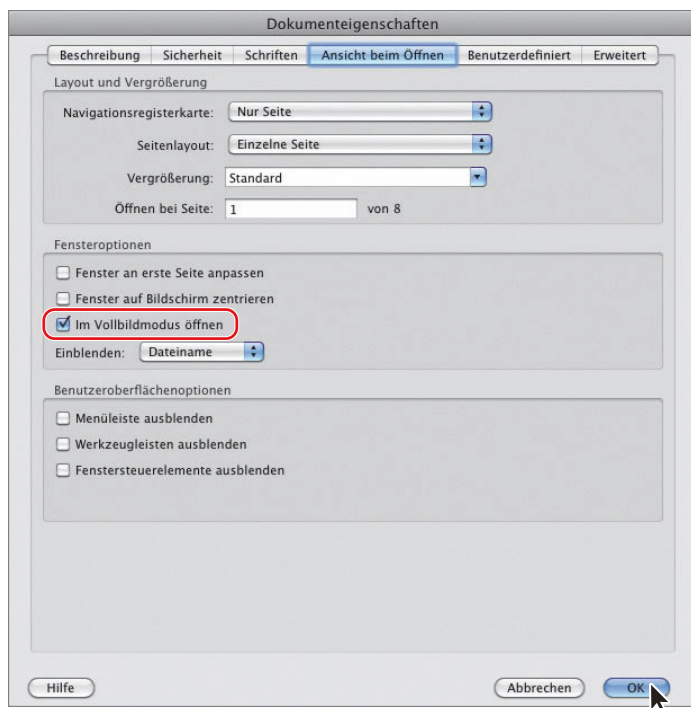 Dokumenteigenschaften
Beschreibung Sicherheit Schriften Ansicht beim Öffnen Benutzerdefiniert Erweitert
Layout und Vergrößerung
Navigationsregisterkarte: Nur Seite
Seitenlayout: Einzelne Seite
Vergrößerung: Standard
Öffnen bei Seite: 1 von 8
Fensteroptionen
Fenster an erste Seite anpassen
Fenster auf Bildschirm zentrieren
Im Vollbildmodus öffnen
Einblenden: Dateiname
Benutzeroberflächenoptionen
Menüleiste ausblenden
Werkzeugleisten ausblenden
Fenstersteuerelemente ausblenden
Hilfe Abbrechen OK